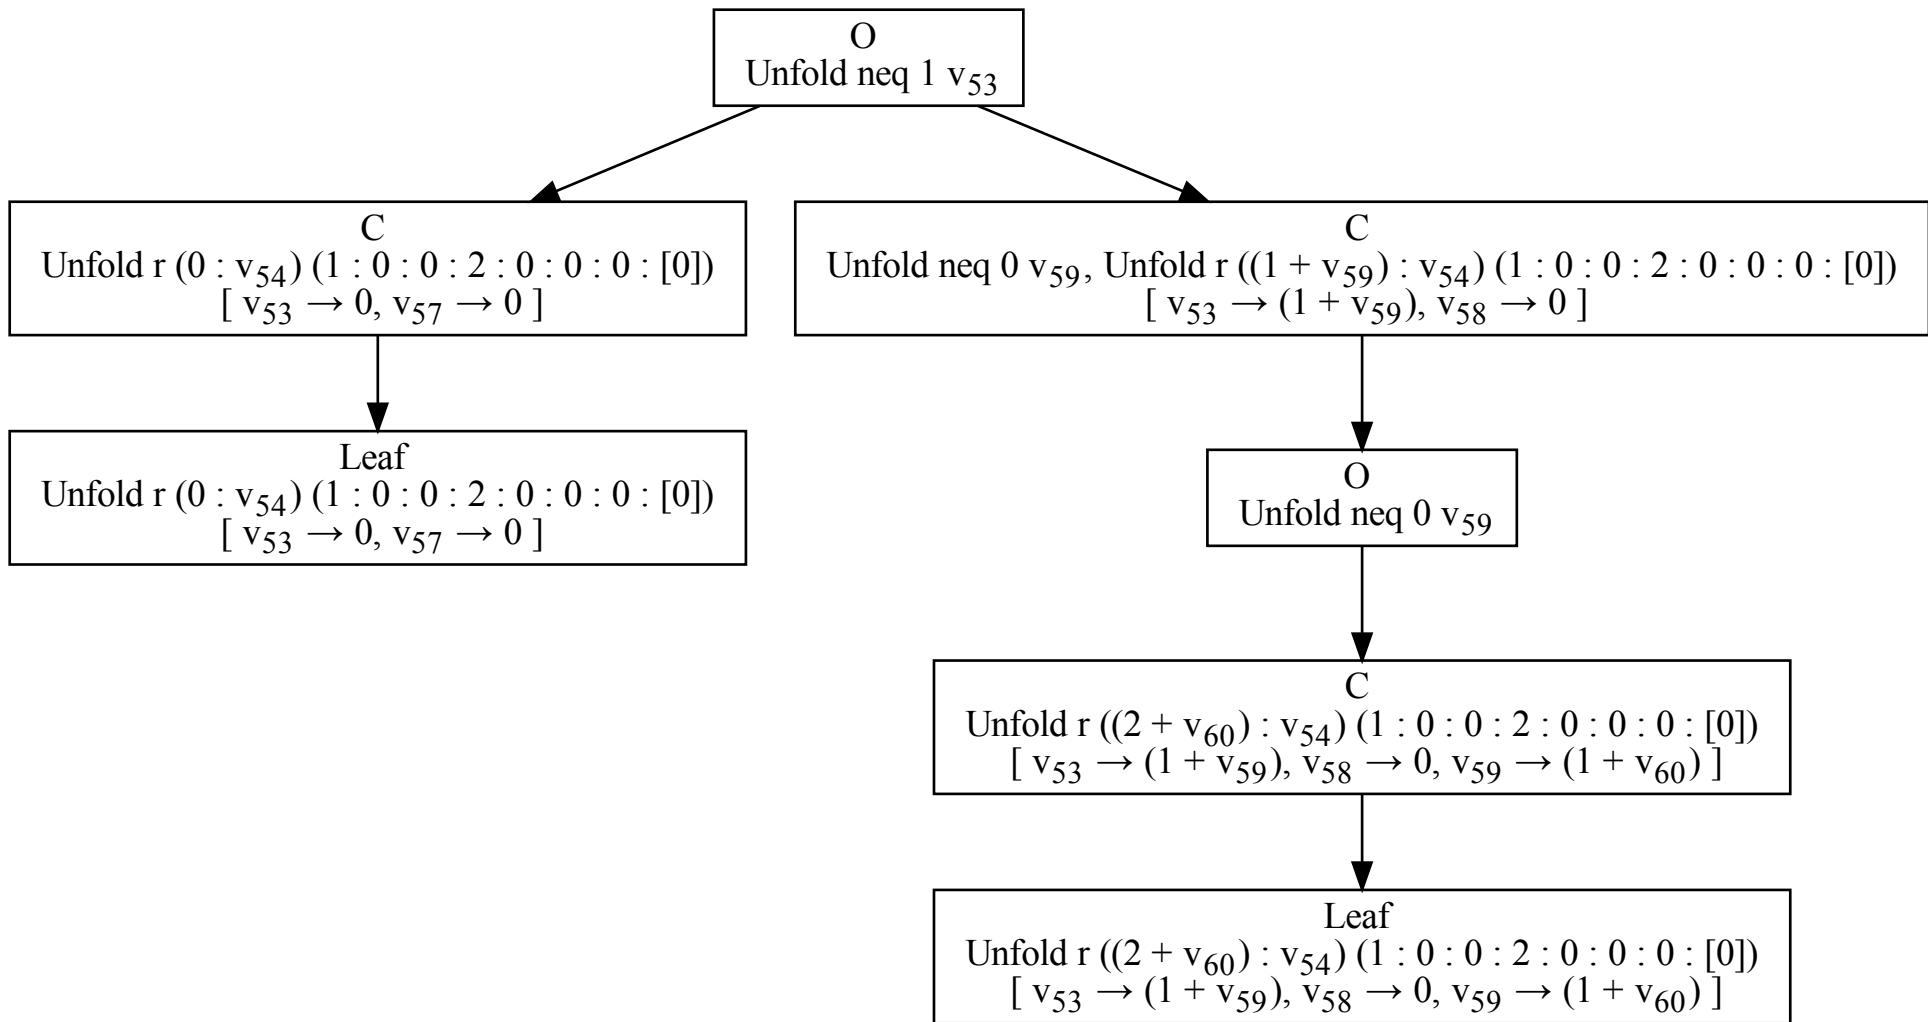 O
Unfold neq 1 v₅₃
C
Unfold r (0 : v₅₄) (1 : 0 : 0 : 2 : 0 : 0 : 0 : [0])
[ v₅₃ → 0, v₅₇ → 0 ]
C
Unfold neq 0 v₅₉, Unfold r ((1 + v₅₉) : v₅₄) (1 : 0 : 0 : 2 : 0 : 0 : 0 : [0])
[ v₅₃ → (1 + v₅₉), v₅₈ → 0 ]
Leaf
Unfold r (0 : v₅₄) (1 : 0 : 0 : 2 : 0 : 0 : 0 : [0])
[ v₅₃ → 0, v₅₇ → 0 ]
O
Unfold neq 0 v₅₉
C
Unfold r ((2 + v₆₀) : v₅₄) (1 : 0 : 0 : 2 : 0 : 0 : 0 : [0])
[ v₅₃ → (1 + v₅₉), v₅₈ → 0, v₅₉ → (1 + v₆₀) ]
Leaf
Unfold r ((2 + v₆₀) : v₅₄) (1 : 0 : 0 : 2 : 0 : 0 : 0 : [0])
[ v₅₃ → (1 + v₅₉), v₅₈ → 0, v₅₉ → (1 + v₆₀) ]